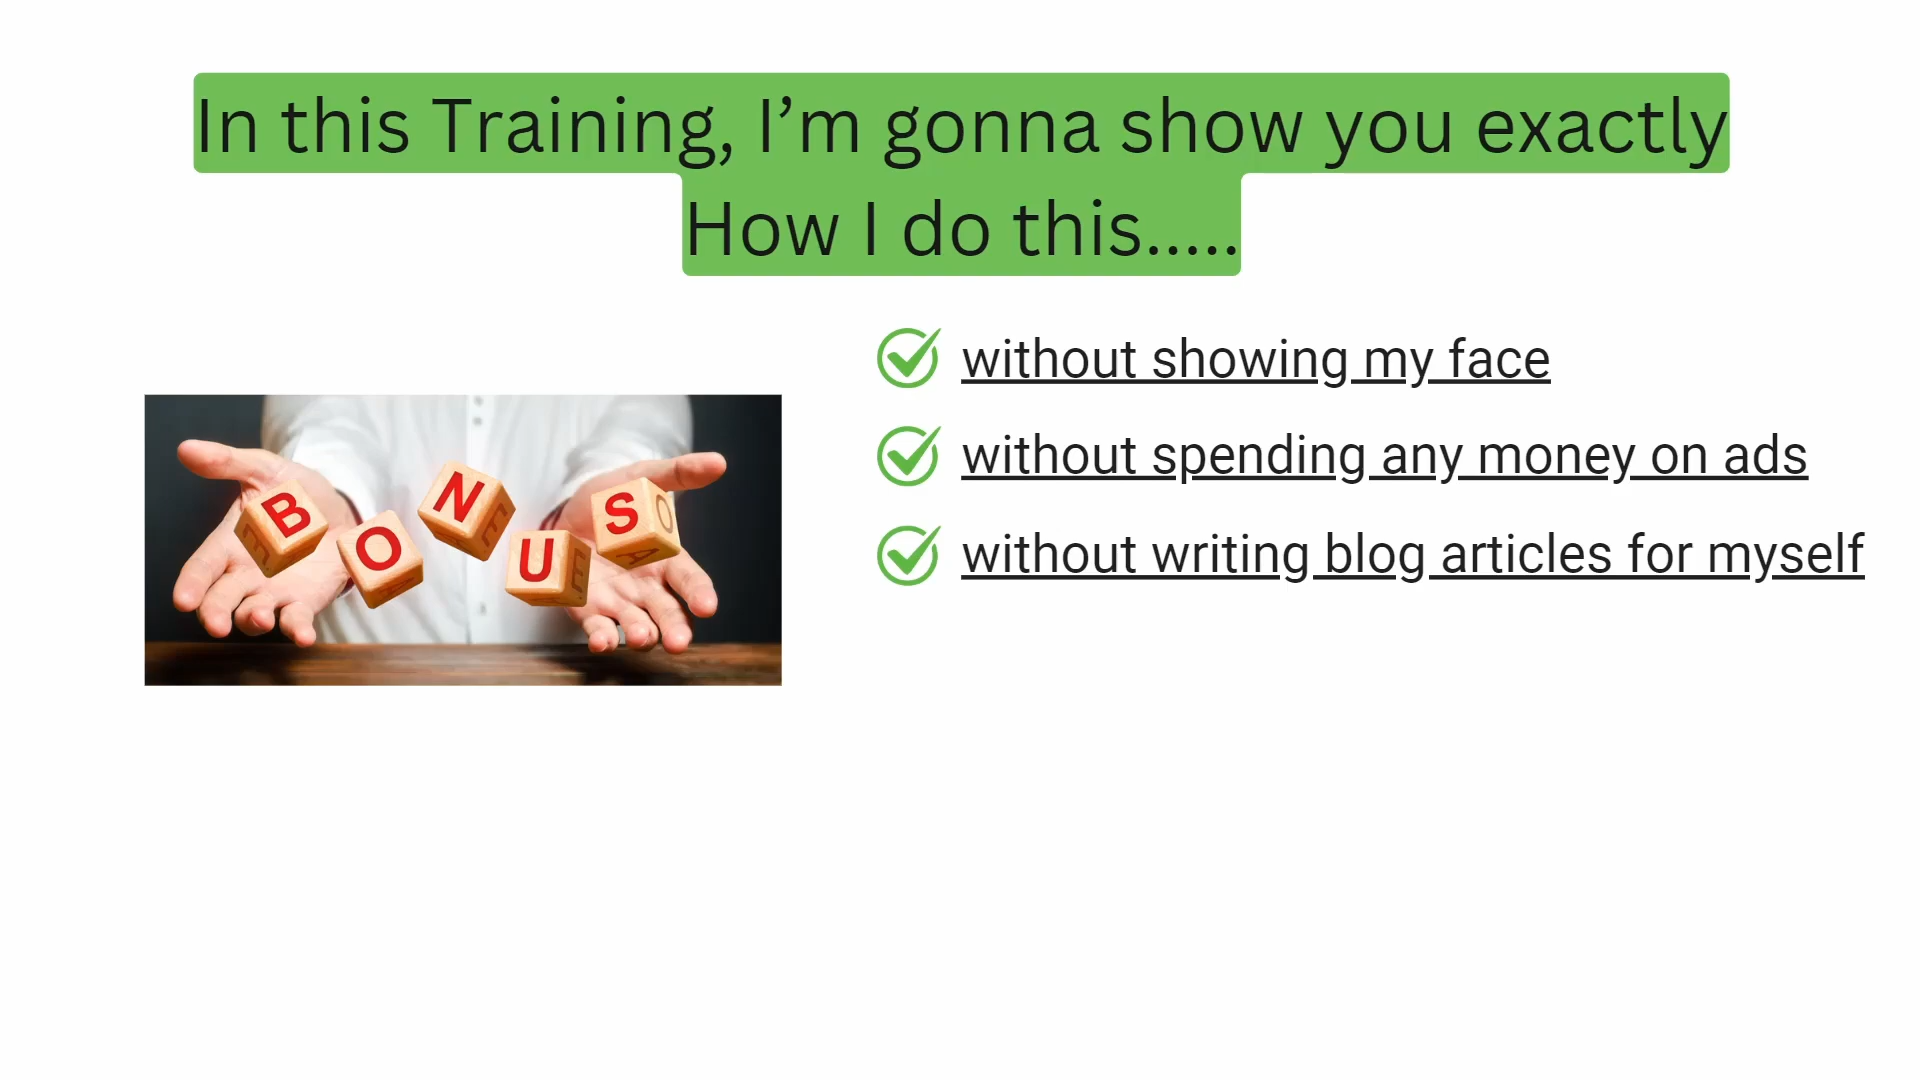 In this Training, I’m gonna show you exactly
How I do this.....
without showing my face
without spending any money on ads
without writing blog articles for myself
BONUS